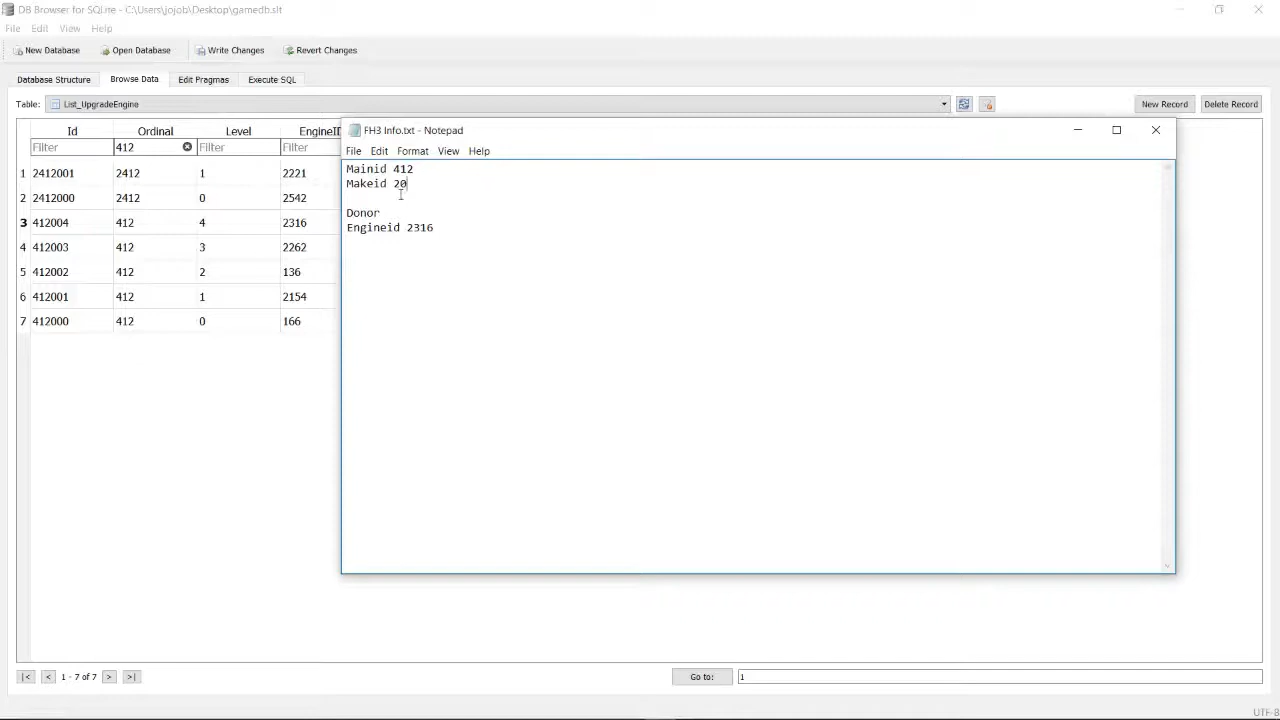 DB Browser for SQLite - C:\Users\jojob\Desktop\gamedb.slt
File Edit View Help
New Database Open Database Write Changes Revert Changes
Database Structure Browse Data Edit Pragmas Execute SQL
Table: List_UpgradeEngine New Record Delete Record
Id Ordinal Level EngineID
Filter 412 Filter Filter
1 2412001 2412 1 2221
2 2412000 2412 0 2542
3 412004 412 4 2316
4 412003 412 3 2262
5 412002 412 2 136
6 412001 412 1 2154
7 412000 412 0 166
FH3 Info.txt - Notepad
File Edit Format View Help
Mainid 412
Makeid 20
Donor
Engineid 2316
|< < 1 - 7 of 7 > >| Go to: 1
UTF-8